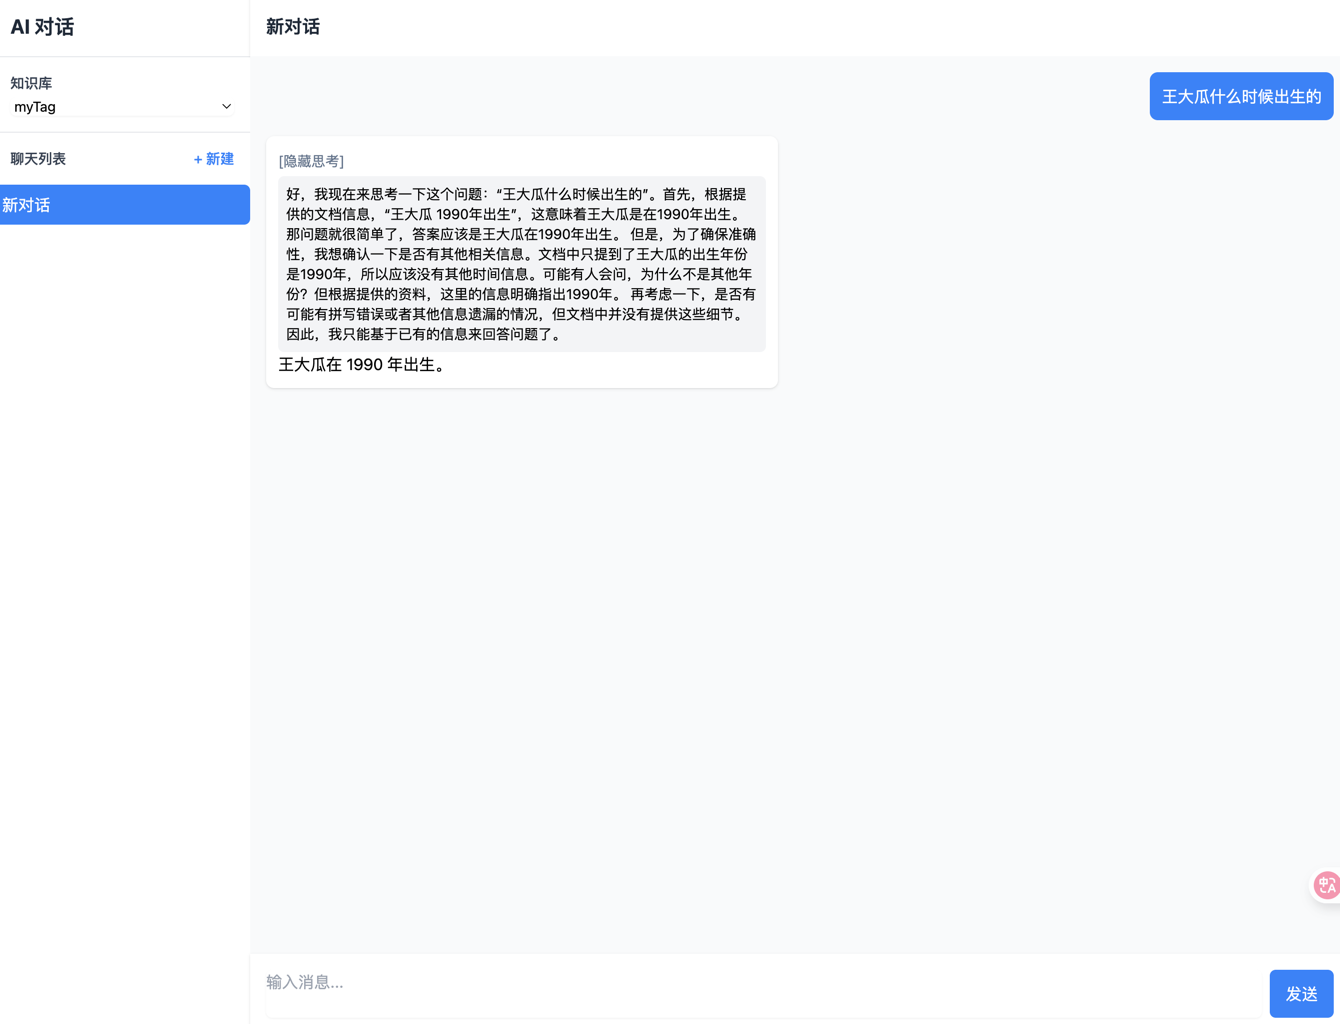 AI 对话
知识库
myTag
聊天列表
+ 新建
新对话
新对话
王大瓜什么时候出生的
[隐藏思考]
好，我现在来思考一下这个问题：“王大瓜什么时候出生的”。首先，根据提
供的文档信息，“王大瓜 1990年出生”，这意味着王大瓜是在1990年出生。
那问题就很简单了，答案应该是王大瓜在1990年出生。 但是，为了确保准确
性，我想确认一下是否有其他相关信息。文档中只提到了王大瓜的出生年份
是1990年，所以应该没有其他时间信息。可能有人会问，为什么不是其他年
份？但根据提供的资料，这里的信息明确指出1990年。 再考虑一下，是否有
可能有拼写错误或者其他信息遗漏的情况，但文档中并没有提供这些细节。
因此，我只能基于已有的信息来回答问题了。
王大瓜在 1990 年出生。
中
A
输入消息...
发送